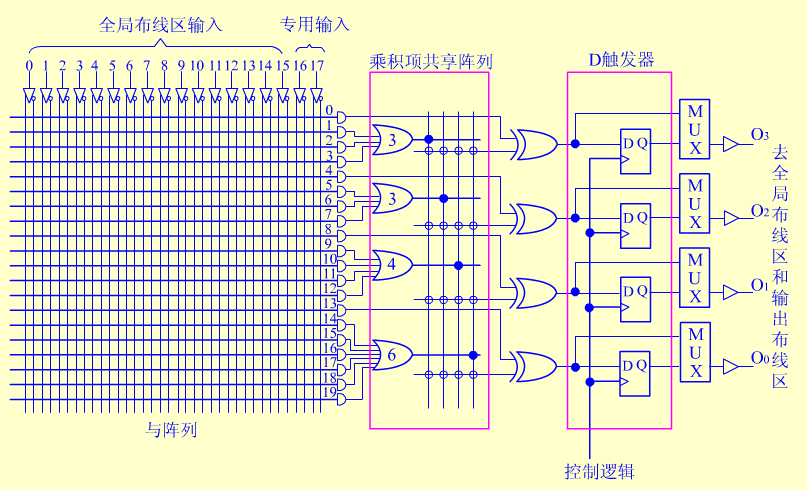 全局布线区输入
专用输入
0 1 2 3 4 5 6 7 8 9 10 11 12 13 14 15 16 17
乘积项共享阵列
D触发器
0
1
2
3
4
5
6
7
8
9
10
11
12
13
14
15
16
17
18
19
3
3
4
6
D Q
D Q
D Q
D Q
MUX
MUX
MUX
MUX
O3
O2
O1
O0
去全局布线区和输出布线区
与阵列
控制逻辑